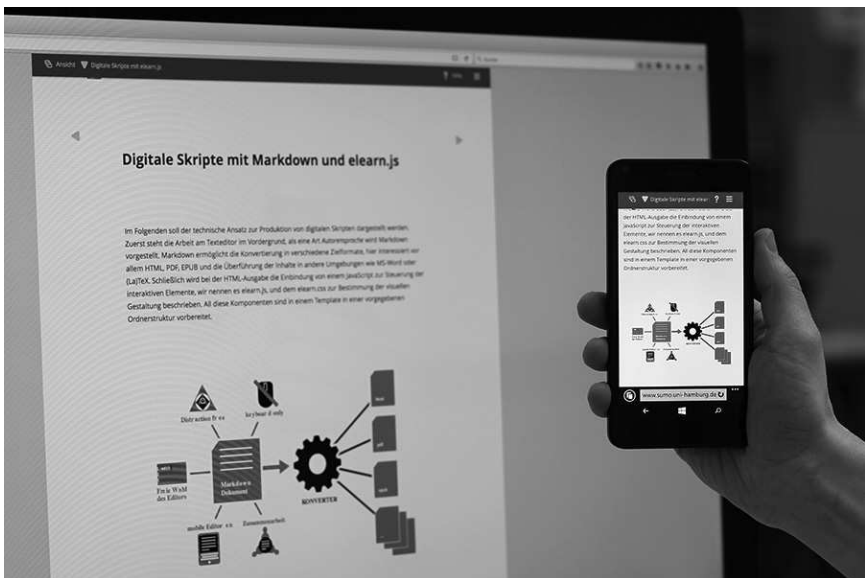 Ansicht Digitale Skripte mit elearn.js
Digitale Skripte mit Markdown und elearn.js
Im Folgenden soll der technische Ansatz zur Produktion von digitalen Skripten dargestellt werden.
Zuerst steht die Arbeit am Texteditor im Vordergrund, als eine Art Autorensprache wird Markdown
vorgestellt. Markdown ermöglicht die Konvertierung in verschiedene Zielformate, hier interessiert vor
allem HTML, PDF, EPUB und die Überführung der Inhalte in andere Umgebungen wie MS-Word oder
(La)TeX. Schließlich wird bei der HTML-Ausgabe die Einbindung von einem JavaScript zur Steuerung der
interaktiven Elemente, wir nennen es elearn.js, und dem elearn.css zur Bestimmung der visuellen
Gestaltung beschrieben. All diese Komponenten sind in einem Template in einer vorgegebenen
Ordnerstruktur vorbereitet.
Distraction free
keyboard only
Freie Wahl
des Editors
Markdown
Dokument
KONVERTER
mobile Editoren
Zusammenarbeit
Digitale Skripte mit elear
?
der HTML-Ausgabe die Einbindung von einem
JavaScript zur Steuerung der interaktiven
Elemente, wir nennen es elearn.js, und dem
elearn.css zur Bestimmung der visuellen
Gestaltung beschrieben. All diese Komponenten
sind in einem Template in einer vorgegebenen
Ordnerstruktur vorbereitet.
www.sumo.uni-hamburg.de